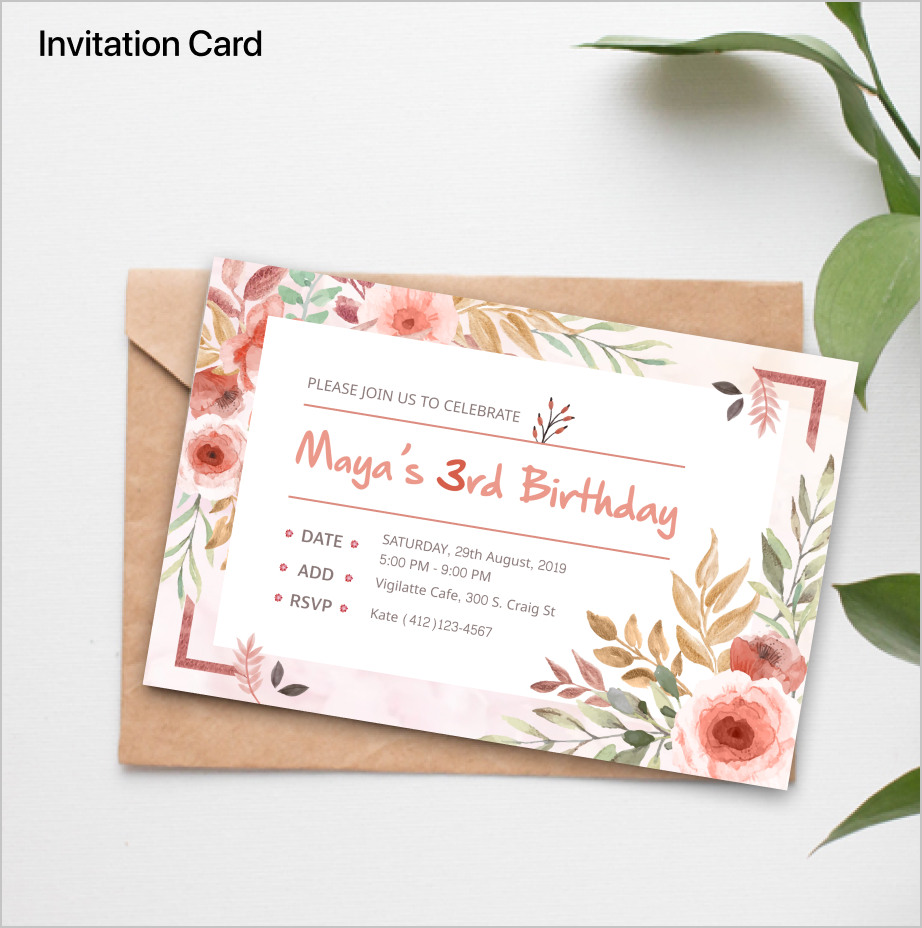 Invitation Card
PLEASE JOIN US TO CELEBRATE
Maya's 3rd Birthday
DATE
SATURDAY, 29th August, 2019
5:00 PM - 9:00 PM
ADD
Vigilatte Cafe, 300 S. Craig St
RSVP
Kate (412)123-4567